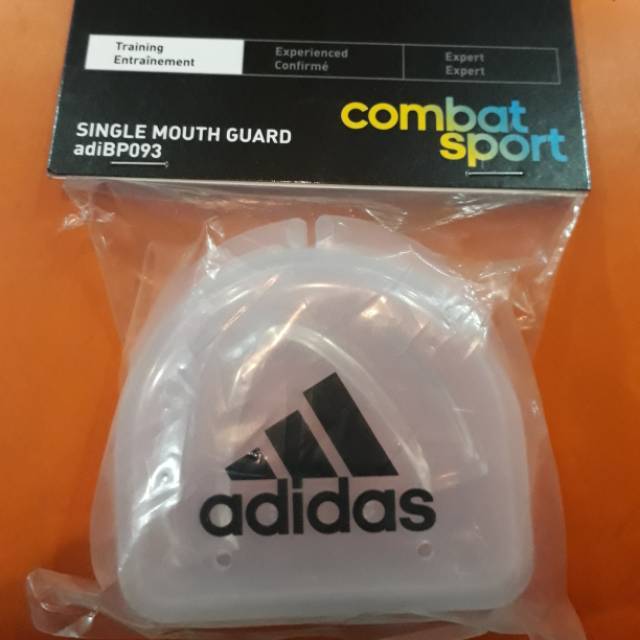 Training
Entraînement
Experienced
Confirmé
Expert
Expert
SINGLE MOUTH GUARD
adiBP093
combat
sport
adidas